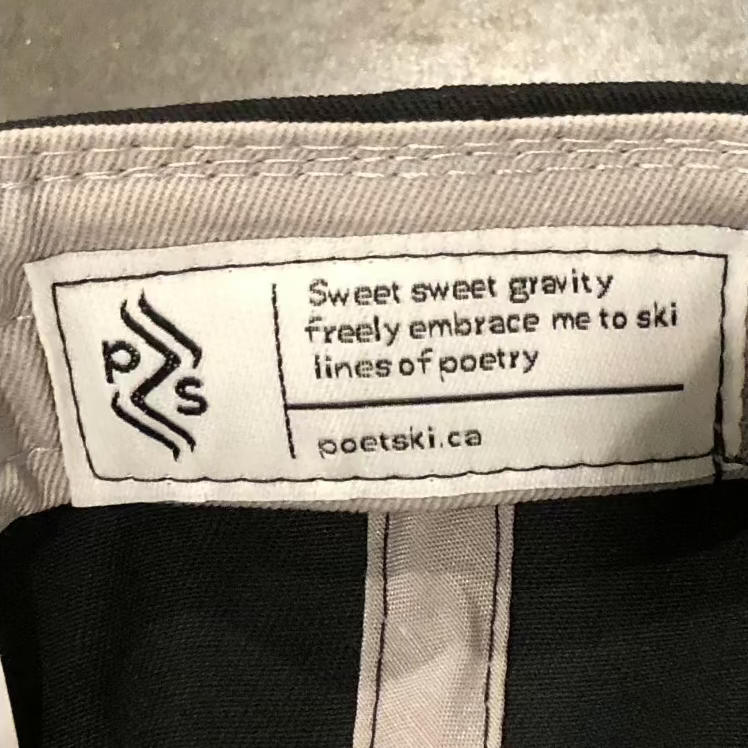 p s
Sweet sweet gravity
freely embrace me to ski
lines of poetry
poetski.ca